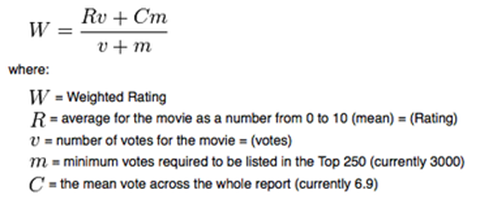 W = Rv + Cm / v + m
where:
W = Weighted Rating
R = average for the movie as a number from 0 to 10 (mean) = (Rating)
v = number of votes for the movie = (votes)
m = minimum votes required to be listed in the Top 250 (currently 3000)
C = the mean vote across the whole report (currently 6.9)